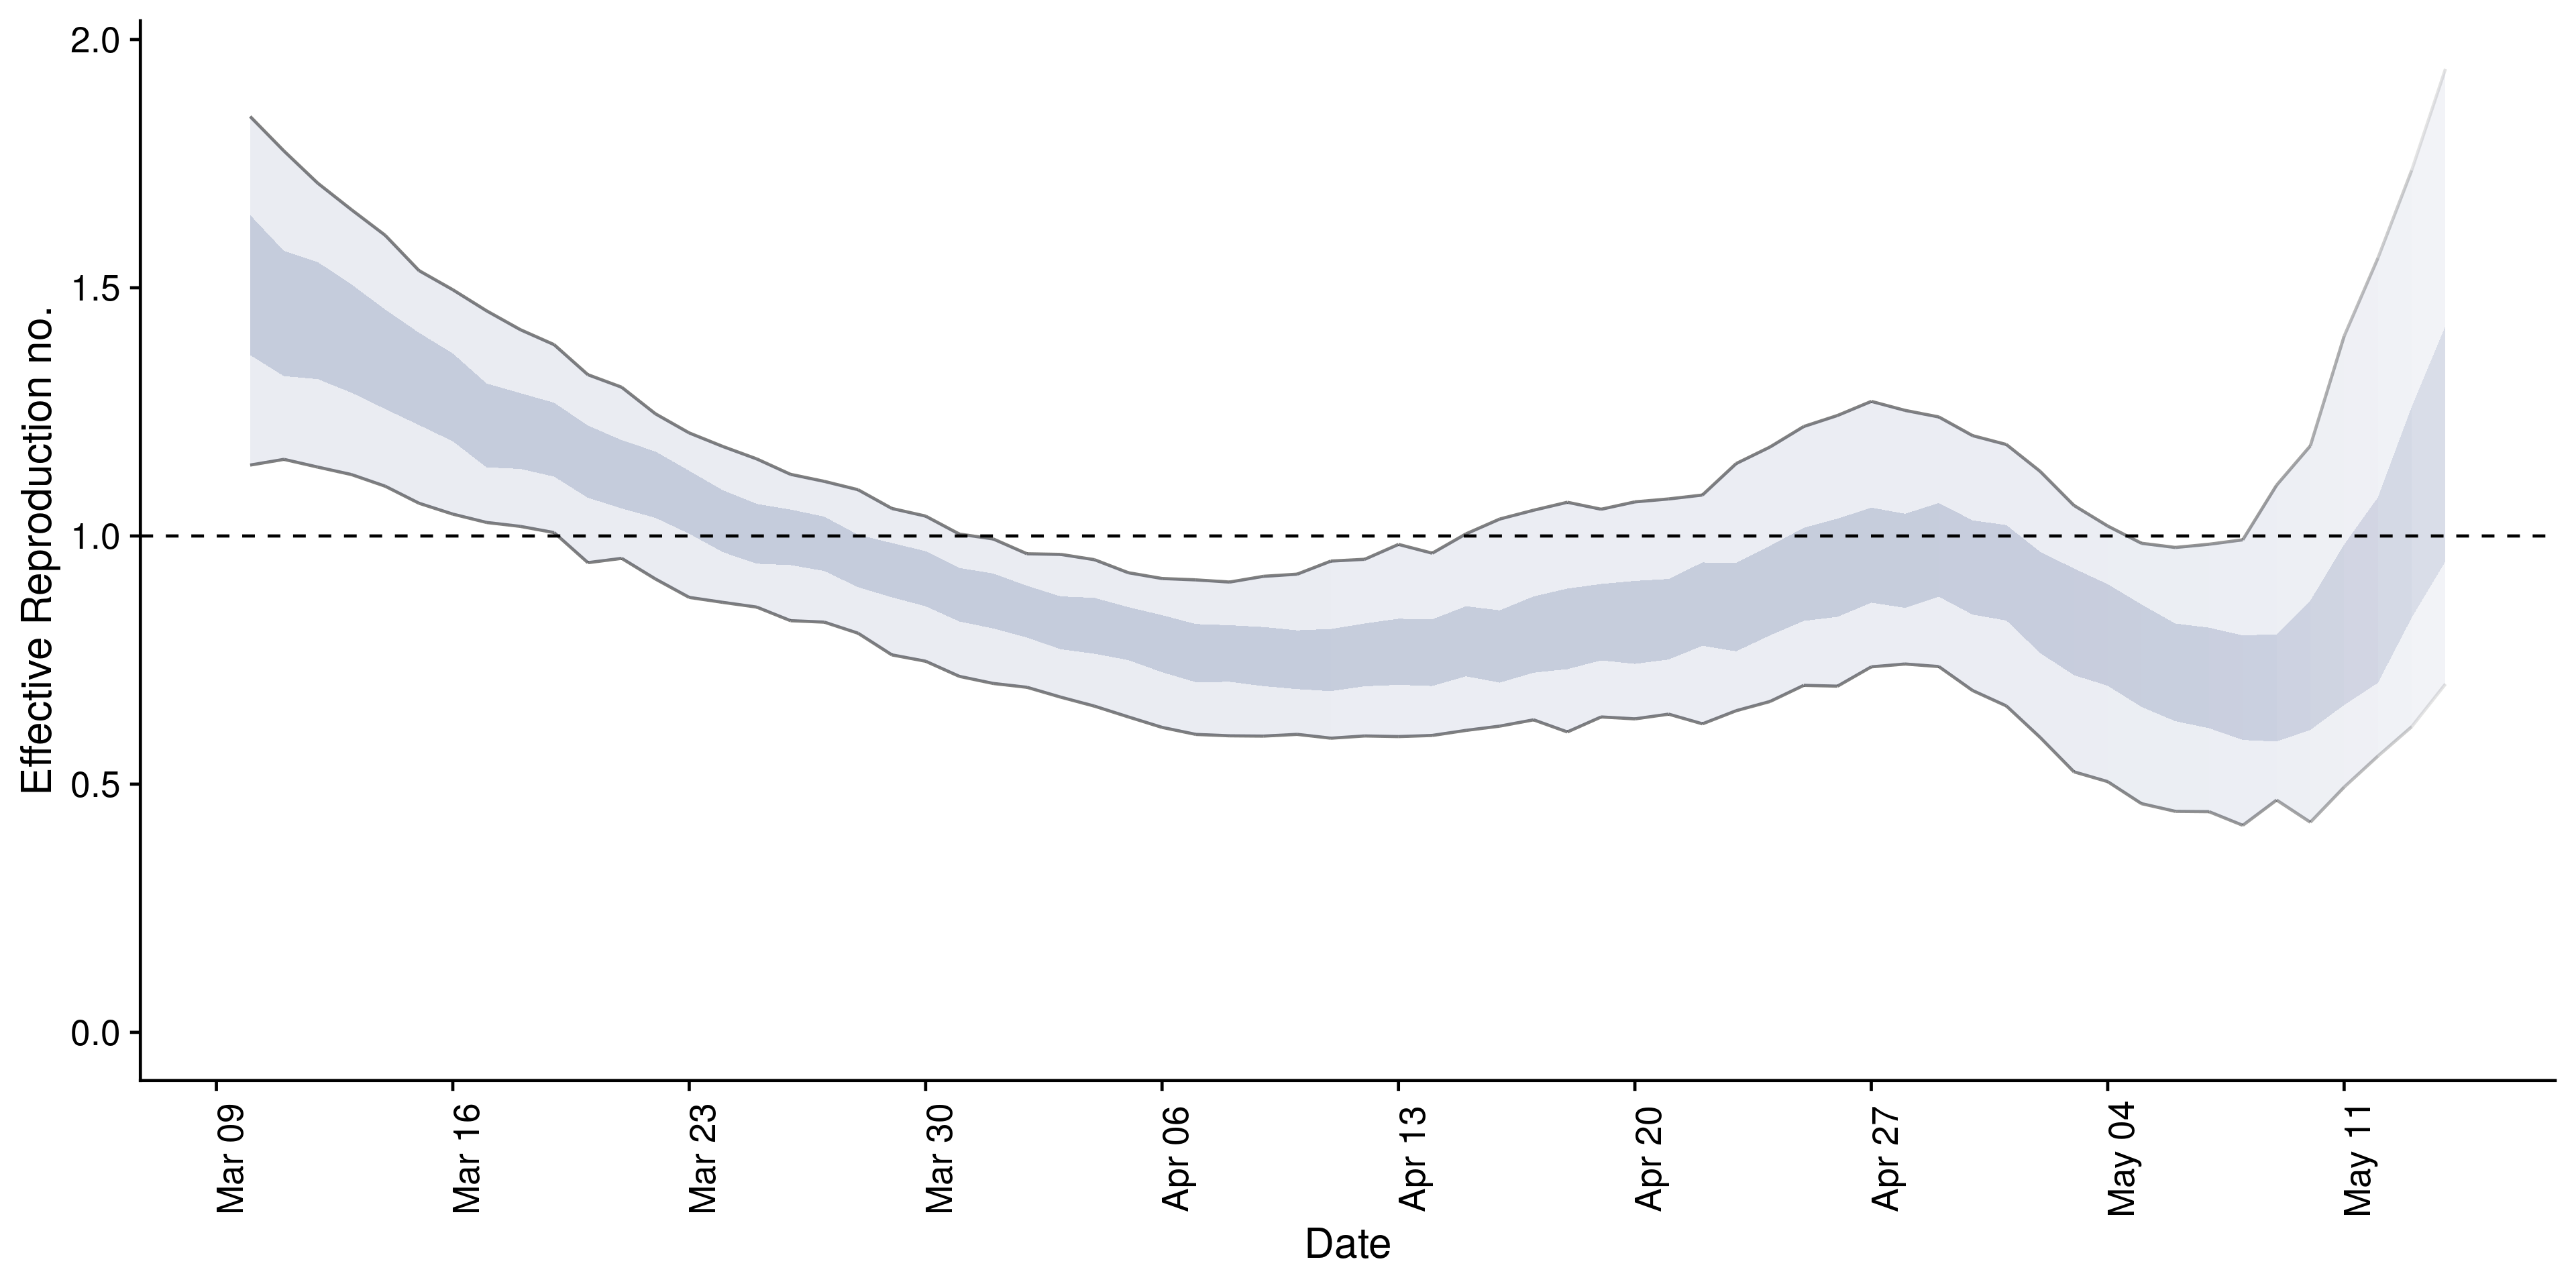 2.0
1.5
1.0
0.5
0.0
Effective Reproduction no.
Mar 09
Mar 16
Mar 23
Mar 30
Apr 06
Apr 13
Apr 20
Apr 27
May 04
May 11
Date